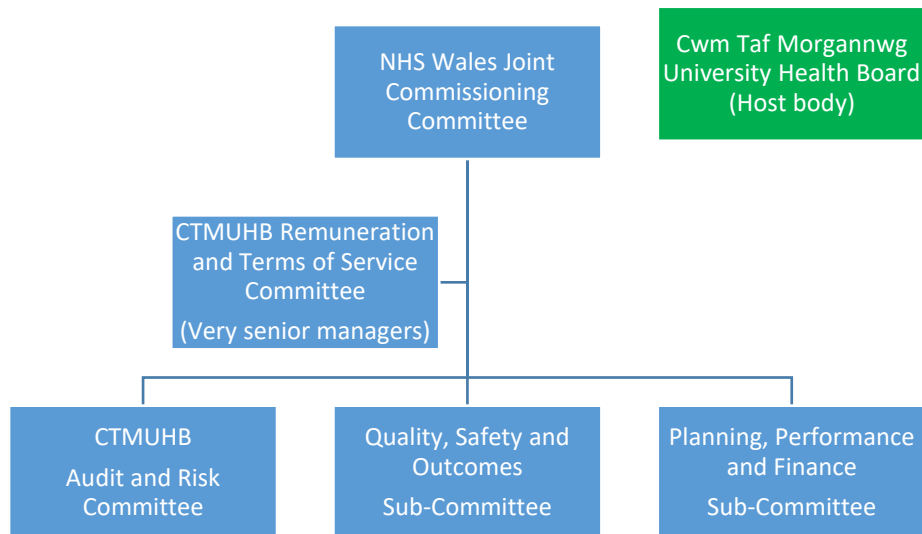 NHS Wales Joint
Commissioning
Committee
Cwm Taf Morgannwg
University Health Board
(Host body)
CTMUHB Remuneration
and Terms of Service
Committee
(Very senior managers)
CTMUHB
Audit and Risk
Committee
Quality, Safety and
Outcomes
Sub-Committee
Planning, Performance
and Finance
Sub-Committee